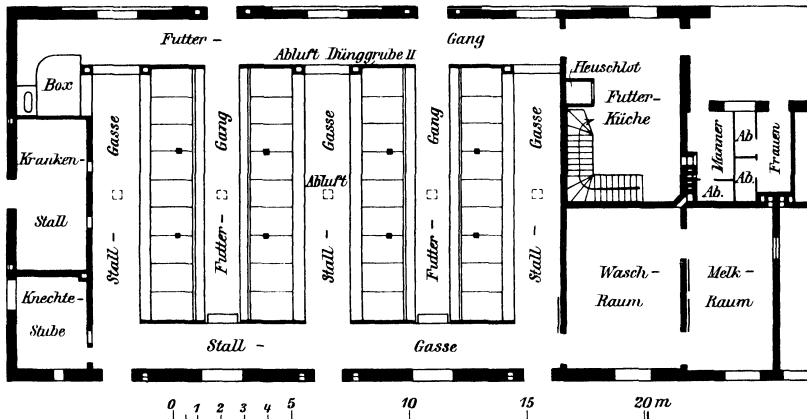 Futter - Gang
Abluft Dünggrube II
Box
Heuschlot
Futter-
Küche
Stall - Gasse
Futter - Gang
Stall - Gasse
Abluft
Futter - Gang
Stall - Gasse
Kranken-
Stall
Männer
Ab
Ab.
Ab.
Frauen
Knechte-
Stube
Wasch -
Raum
Melk -
Raum
Stall - Gasse
0 1 2 3 4 5 10 15 20 m